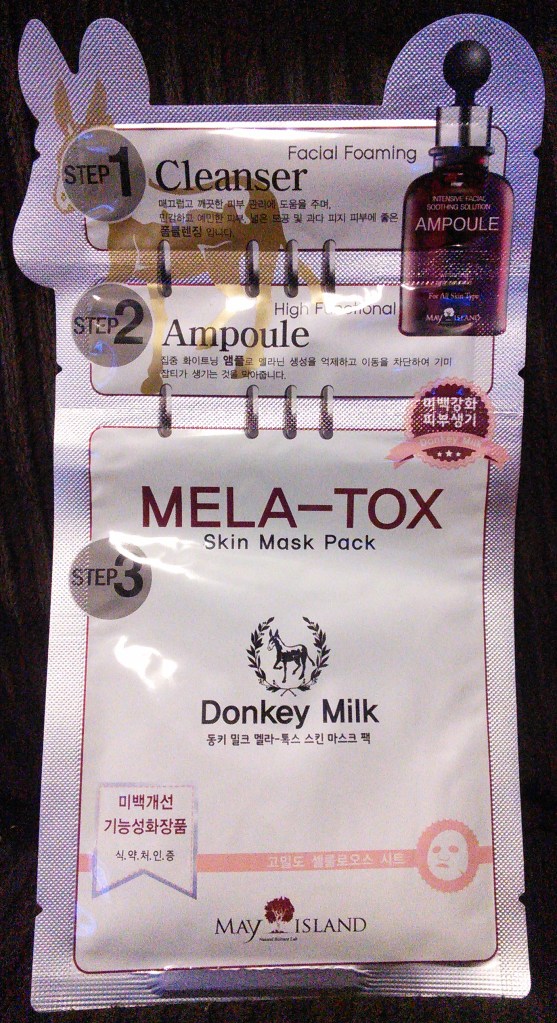 STEP 1
Facial Foaming
Cleanser
매끄럽고 깨끗한 피부 관리에 도움을 주며,
민감하고 예민한 피부, 넓은 모공 및 과다 피지 피부에 좋은
폼클렌징 입니다.
INTENSIVE FACIAL
SOOTHING SOLUTION
AMPOULE
For All Skin Type
MAY ISLAND
STEP 2
High Functional
Ampoule
집중 화이트닝 앰플로 멜라닌 생성을 억제하고 이동을 차단하여 기미
잡티가 생기는 것을 막아줍니다.
미백강화
피부생기
Donkey Milk
MELA-TOX
Skin Mask Pack
STEP 3
Donkey Milk
동키 밀크 멜라-톡스 스킨 마스크 팩
미백개선
기능성화장품
식.약.처.인.증
고밀도 셀룰로오스 시트
MAY ISLAND
Natural Skincare Lab